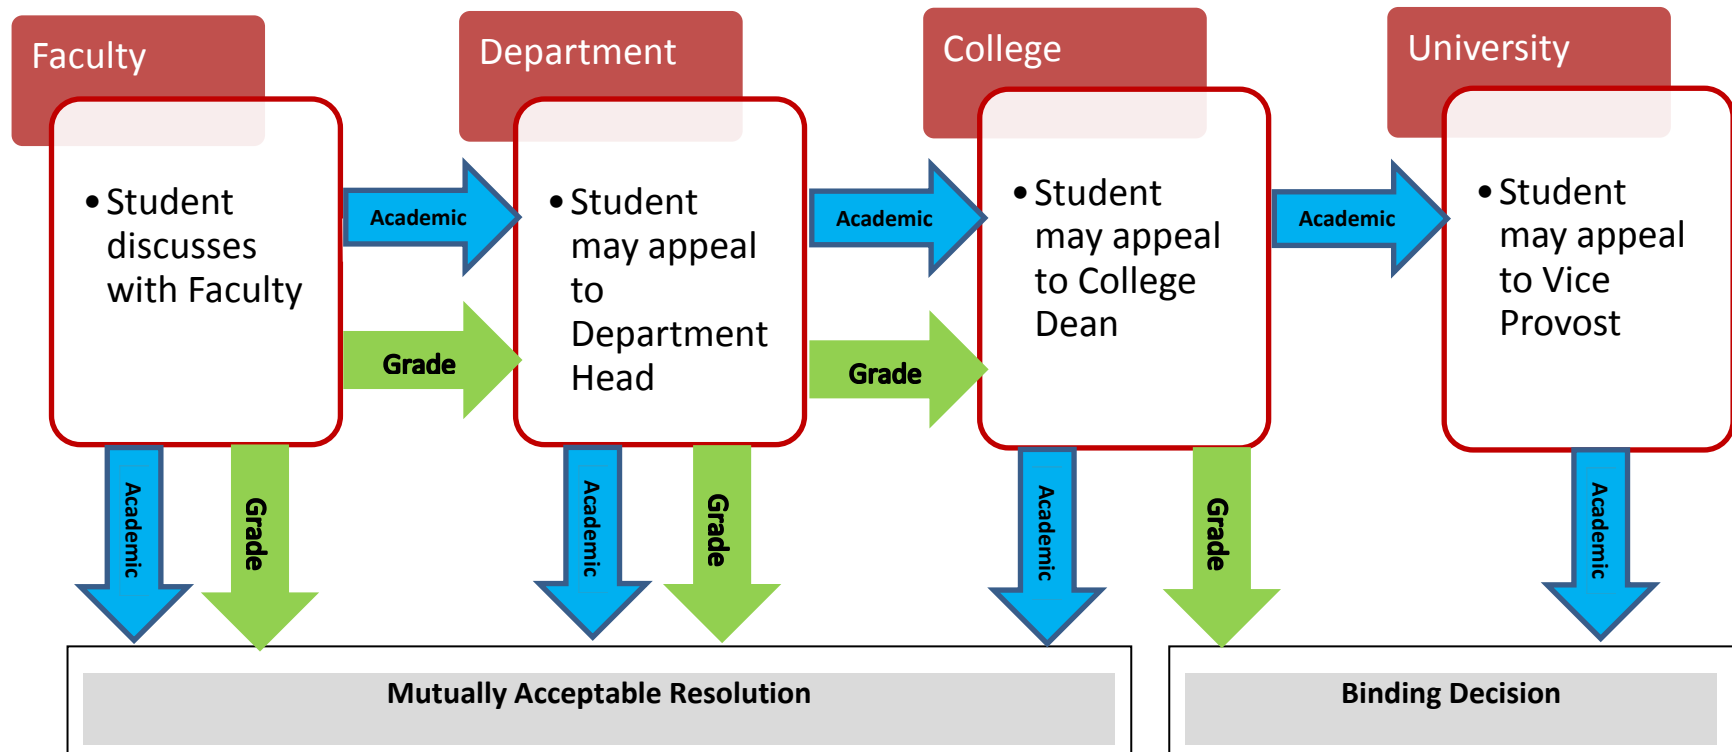 Faculty
Department
College
University
• Student
discusses
with Faculty
Academic
Grade
• Student
may appeal
to
Department
Head
Academic
Grade
• Student
may appeal
to College
Dean
Academic
• Student
may appeal
to Vice
Provost
Academic
Grade
Academic
Grade
Academic
Grade
Academic
Mutually Acceptable Resolution
Binding Decision